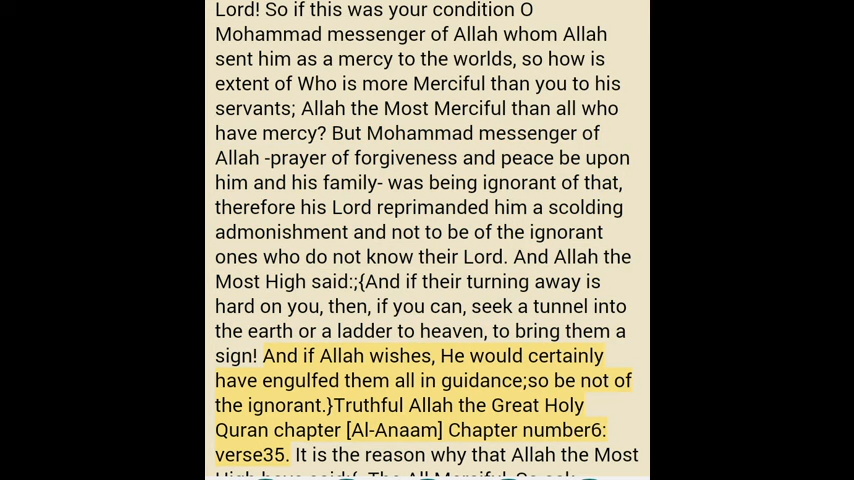 Lord! So if this was your condition O
Mohammad messenger of Allah whom Allah
sent him as a mercy to the worlds, so how is
extent of Who is more Merciful than you to his
servants; Allah the Most Merciful than all who
have mercy? But Mohammad messenger of
Allah -prayer of forgiveness and peace be upon
him and his family- was being ignorant of that,
therefore his Lord reprimanded him a scolding
admonishment and not to be of the ignorant
ones who do not know their Lord. And Allah the
Most High said:;{And if their turning away is
hard on you, then, if you can, seek a tunnel into
the earth or a ladder to heaven, to bring them a
sign! And if Allah wishes, He would certainly
have engulfed them all in guidance;so be not of
the ignorant.}Truthful Allah the Great Holy
Quran chapter [Al-Anaam] Chapter number6:
verse35. It is the reason why that Allah the Most